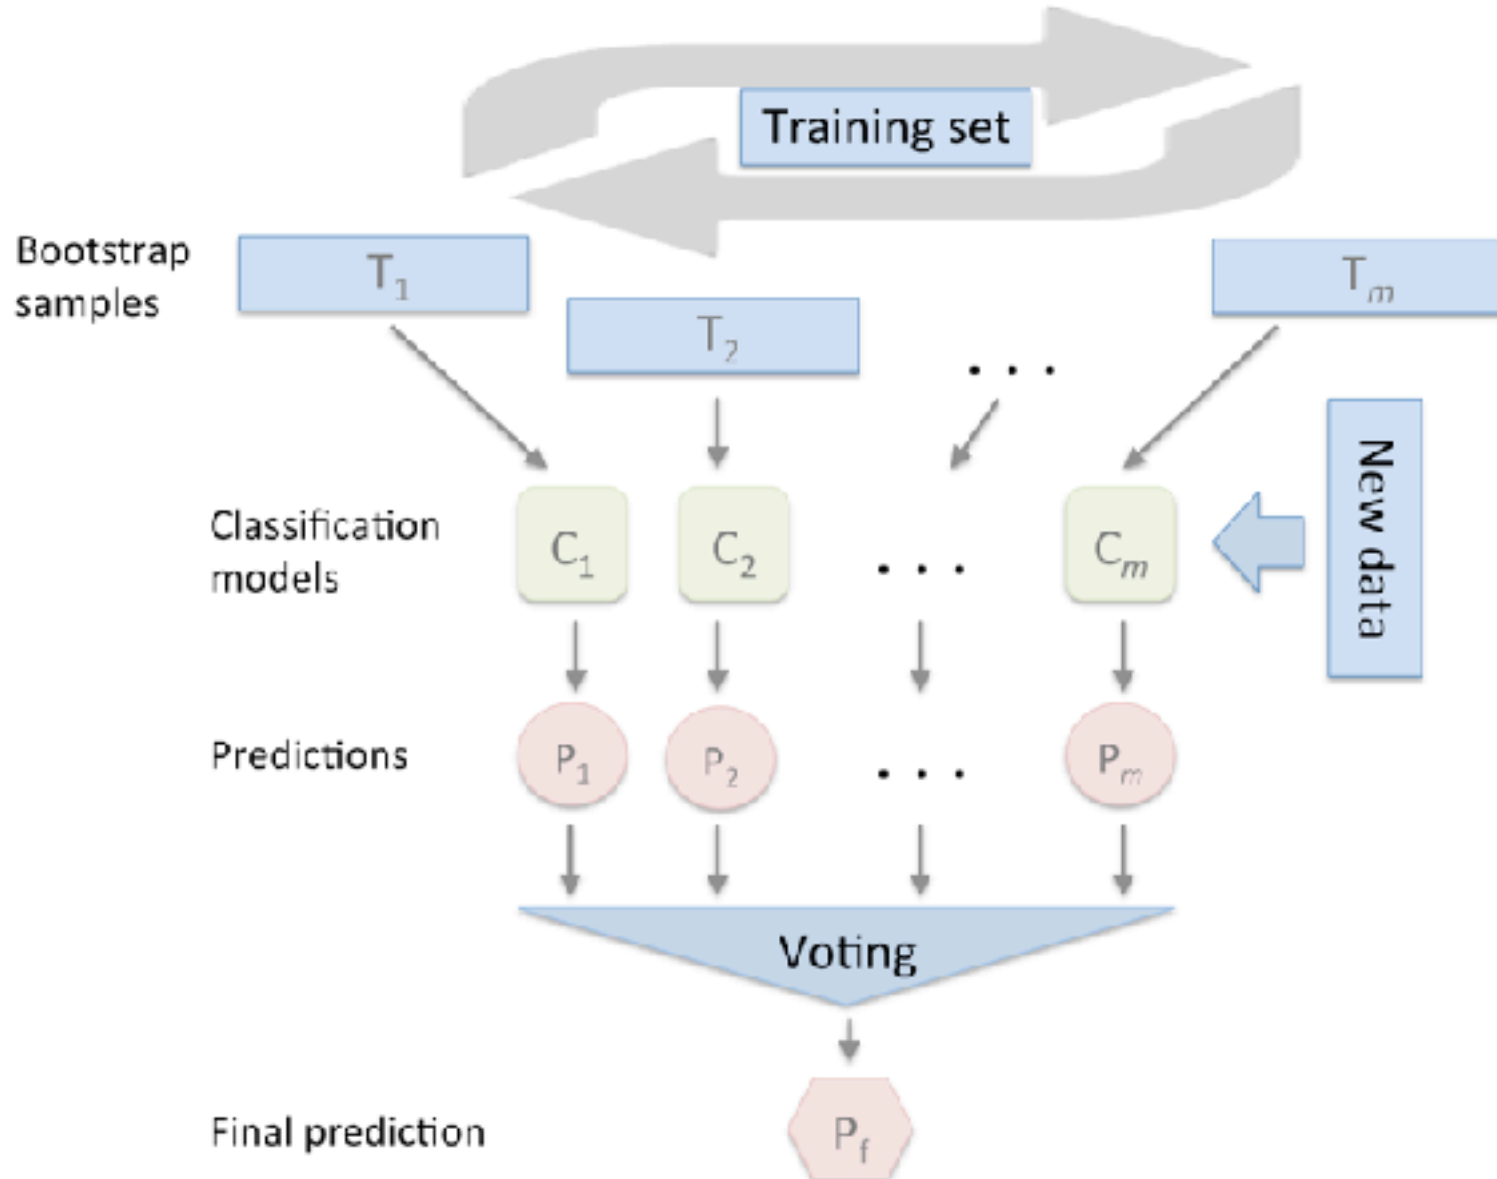 Training set
Bootstrap
samples
T1
T2
. . .
Tm
New data
Classification
models
C1
C2
. . .
Cm
Predictions
P1
P2
. . .
Pm
Voting
Final prediction
Pf